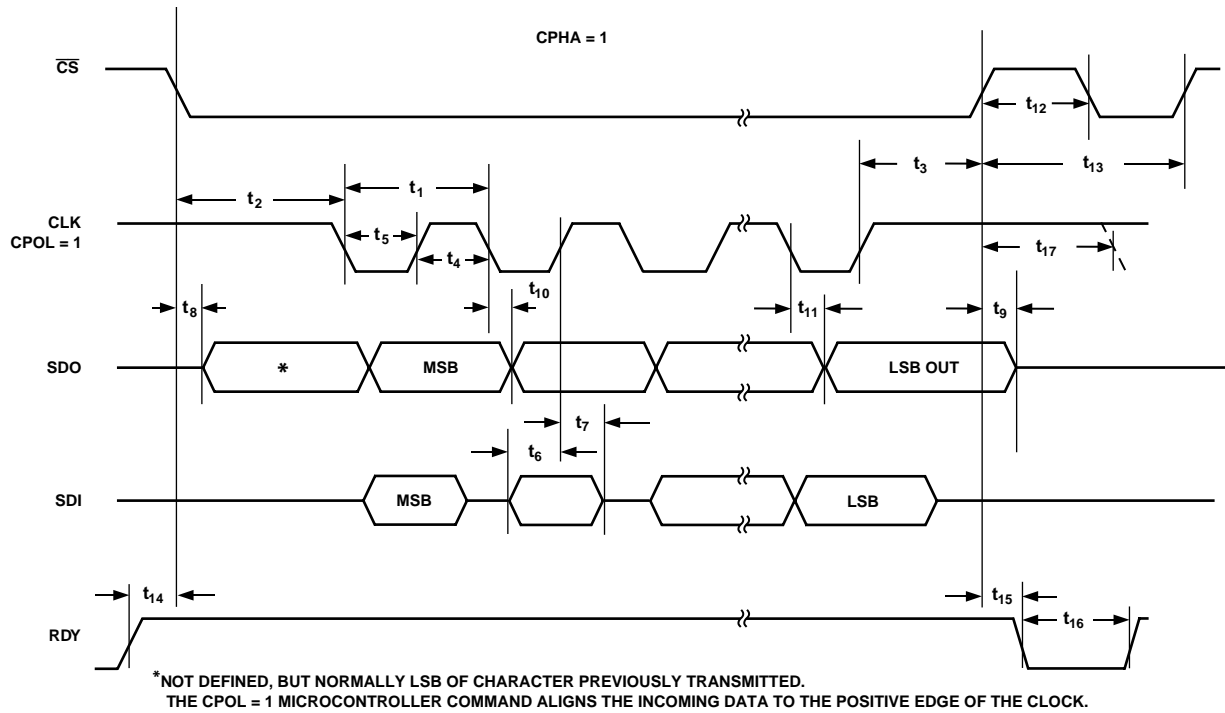 CPHA = 1
CS
t12
t3
t13
t1
t2
CLK
CPOL = 1
t5
t4
t17
t10
t8
t11
t9
SDO
*
MSB
LSB OUT
t7
t6
SDI
MSB
LSB
t14
t15
t16
RDY
*NOT DEFINED, BUT NORMALLY LSB OF CHARACTER PREVIOUSLY TRANSMITTED.
THE CPOL = 1 MICROCONTROLLER COMMAND ALIGNS THE INCOMING DATA TO THE POSITIVE EDGE OF THE CLOCK.